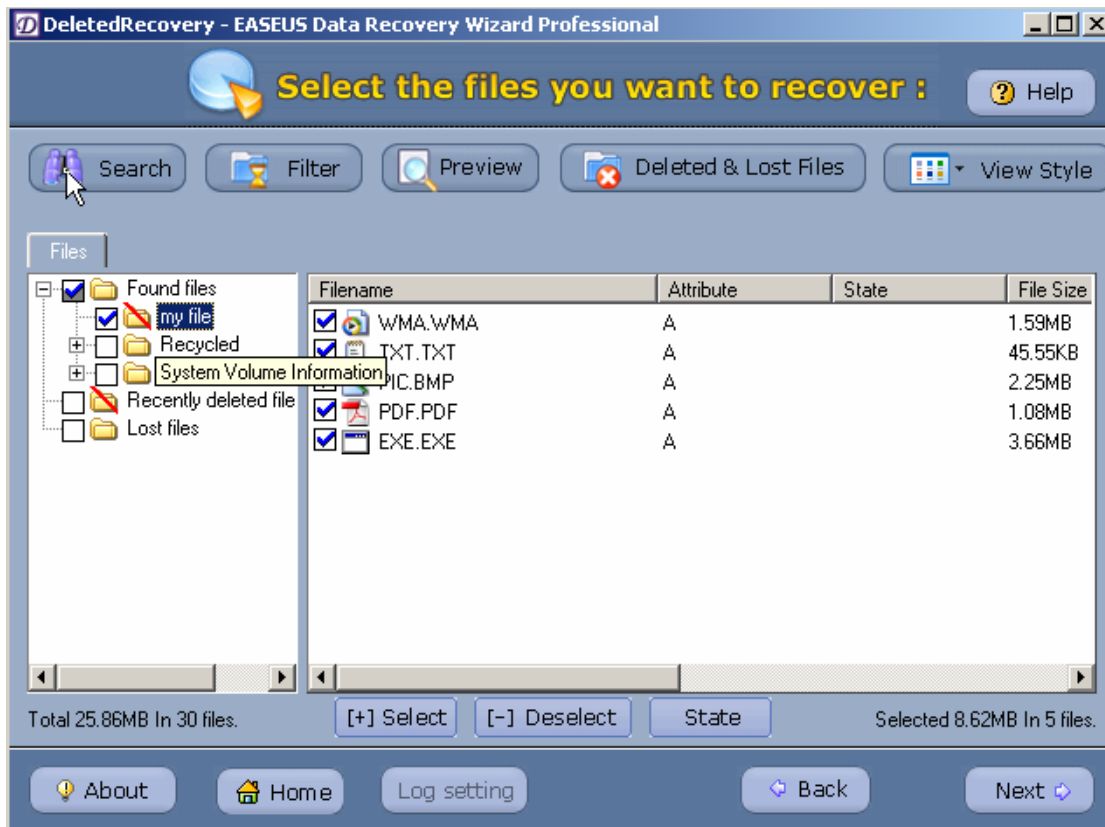 DeletedRecovery - EASEUS Data Recovery Wizard Professional
Select the files you want to recover :
Help
Search
Filter
Preview
Deleted & Lost Files
View Style
Files
Found files
my file
Recycled
System Volume Information
Recently deleted file
Lost files
Filename Attribute State File Size
WMA.WMA A 1.59MB
TXT.TXT A 45.55KB
PIC.BMP A 2.25MB
PDF.PDF A 1.08MB
EXE.EXE A 3.66MB
Total 25.86MB In 30 files.
[+] Select
[-] Deselect
State
Selected 8.62MB In 5 files.
About
Home
Log setting
Back
Next